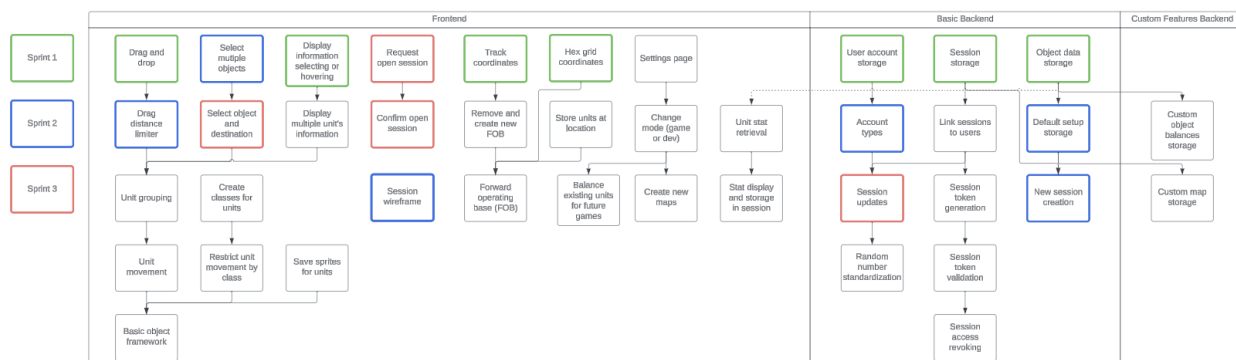 Frontend
Basic Backend
Custom Features Backend
Sprint 1
Drag and
drop
Select
mutiple
objects
Display
information
selecting or
hovering
Request
open session
Track
coordinates
Hex grid
coordinates
Settings page
User account
storage
Session
storage
Object data
storage
Sprint 2
Drag
distance
limiter
Select object
and
destination
Display
multiple unit's
information
Confirm open
session
Remove and
create new
FOB
Store units at
location
Change
mode (game
or dev)
Unit stat
retrieval
Account
types
Link sessions
to users
Default setup
storage
Custom
object
balances
storage
Sprint 3
Unit grouping
Create
classes for
units
Session
wireframe
Forward
operating
base (FOB)
Balance
existing units
for future
games
Create new
maps
Stat display
and storage
in session
Session
updates
Session
token
generation
New session
creation
Custom map
storage
Unit
movement
Restrict unit
movement by
class
Save sprites
for units
Random
number
standardization
Session
token
validation
Basic object
framework
Session
access
revoking